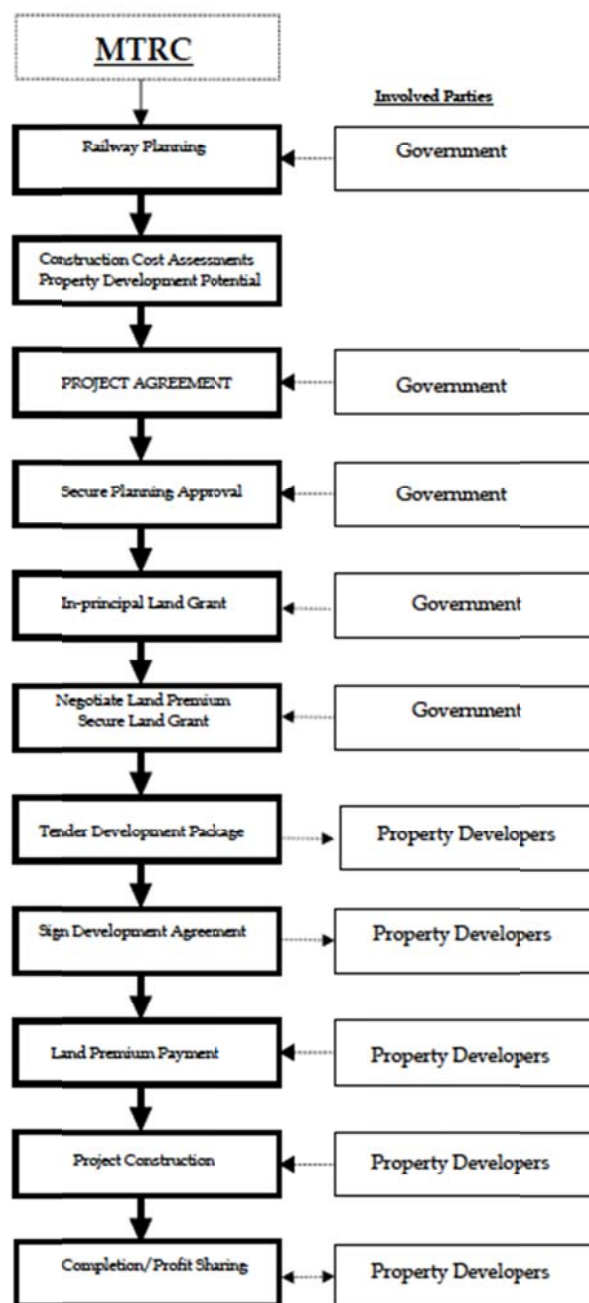 MTRC
Involved Parties
Railway Planning
Government
Construction Cost Assessments
Property Development Potential
PROJECT AGREEMENT
Government
Secure Planning Approval
Government
In-principal Land Grant
Government
Negotiate Land Premium
Secure Land Grant
Government
Tender Development Package
Property Developers
Sign Development Agreement
Property Developers
Land Premium Payment
Property Developers
Project Construction
Property Developers
Completion/Profit Sharing
Property Developers